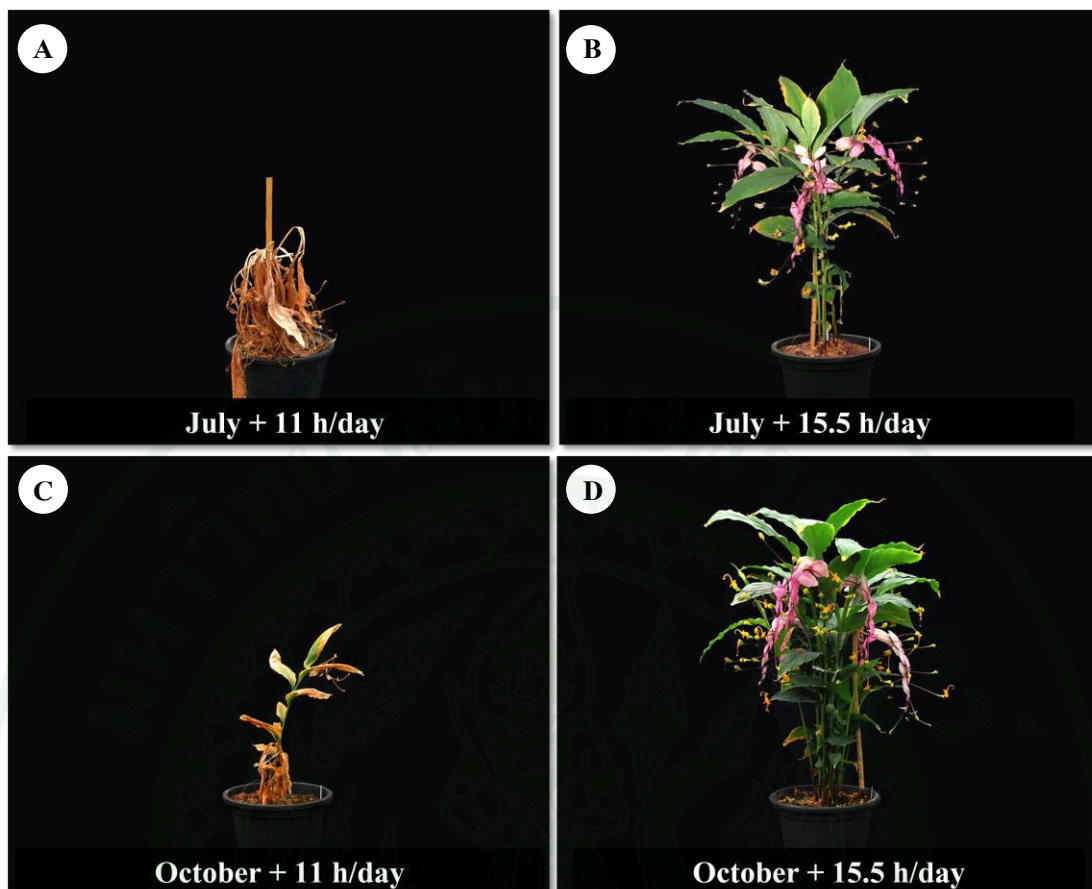 A
B
July + 11 h/day
July + 15.5 h/day
C
D
October + 11 h/day
October + 15.5 h/day